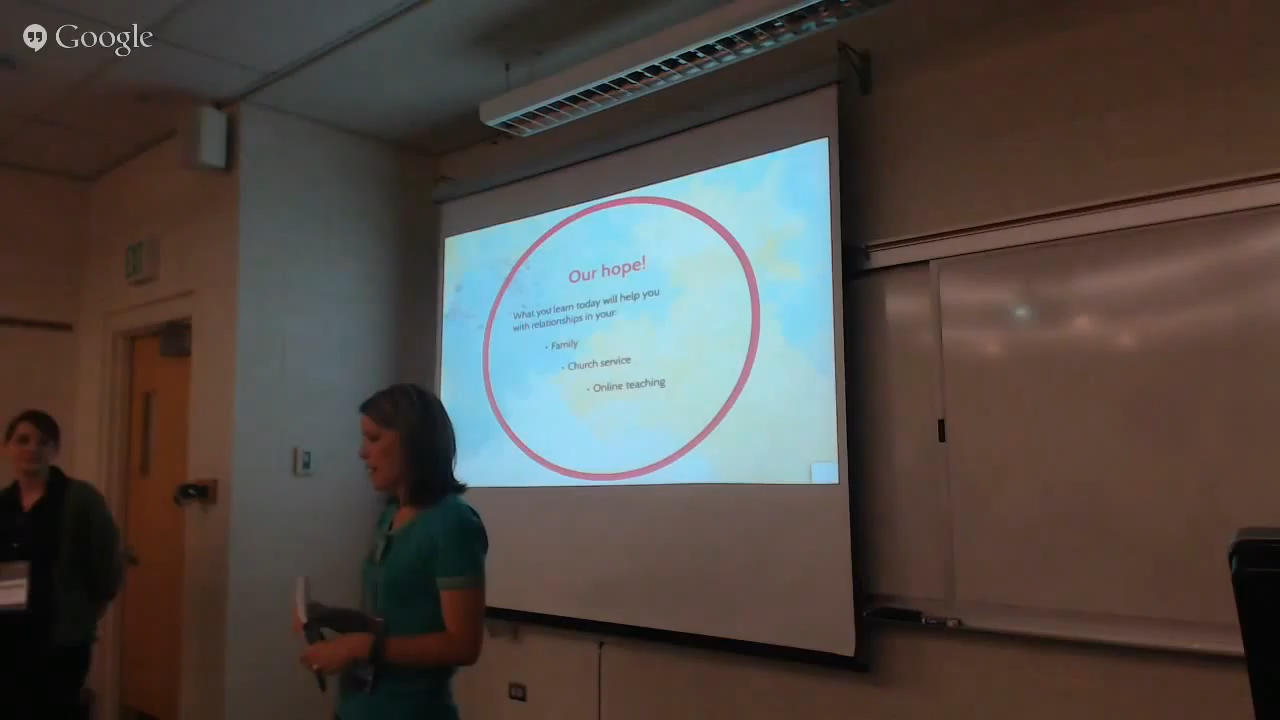 Google
Our hope!
What you learn today will help you
with relationships in your:
- Family
- Church service
- Online teaching